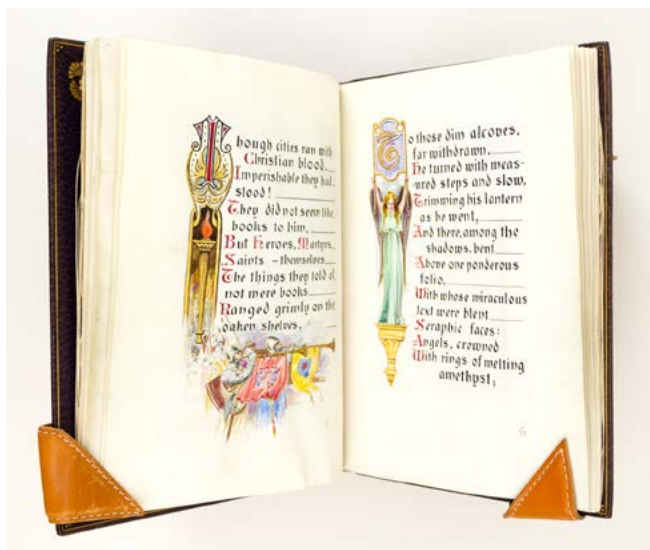 Though cities ran with
Christian blood,
Imperishable they had
stood!
They did not seem like
books to him,
But Heroes, Martyrs,
Saints - themselves
The things they told of,
not mere books
Ranged grimly on the
oaken shelves.
To those dim alcoves,
far withdrawn,
He turned with meas-
ured steps and slow,
Trimming his lantern
as he went,
And there, among the
shadows, bent
Above one ponderous
folio,
With whose miraculous
text were blent
Seraphic faces:
Angels, crowned
With rings of melting
amethyst;
6